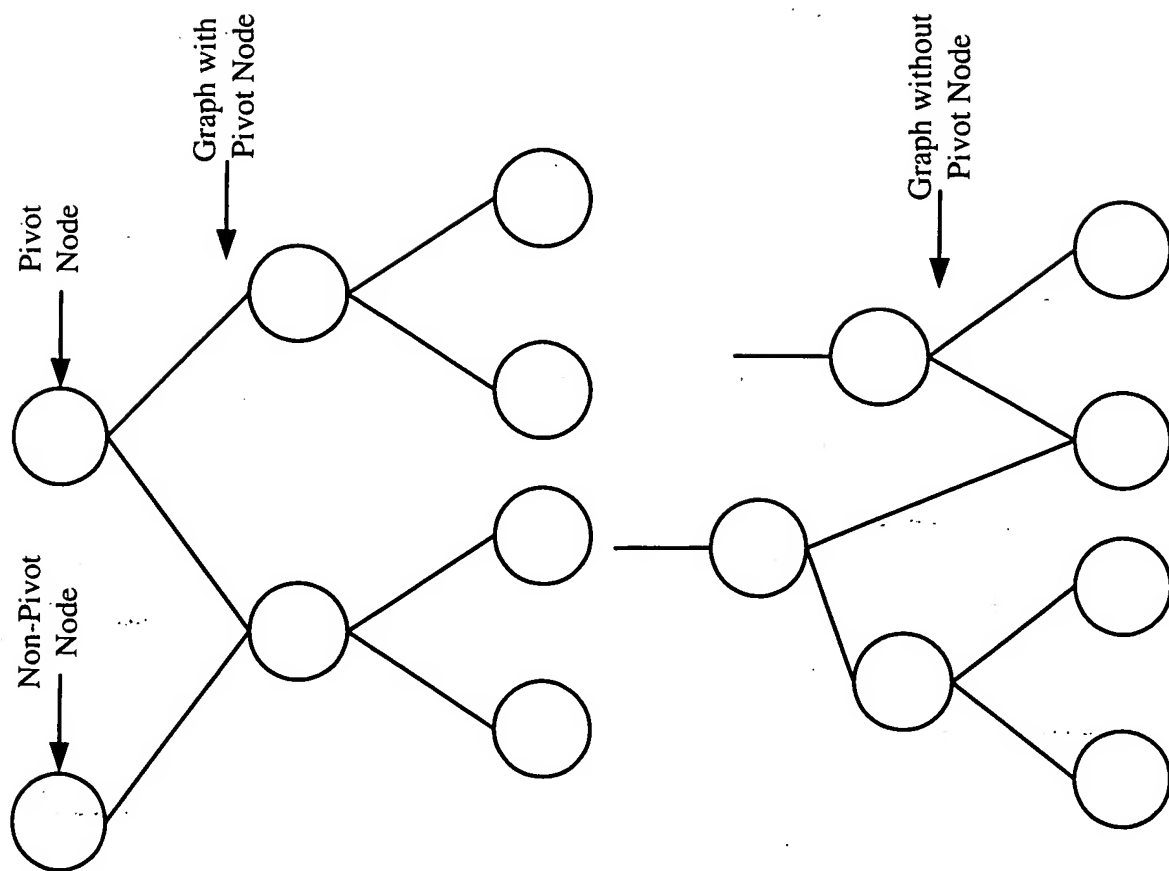 Non-Pivot
Node
Pivot
Node
Graph with
Pivot Node
Graph without
Pivot Node